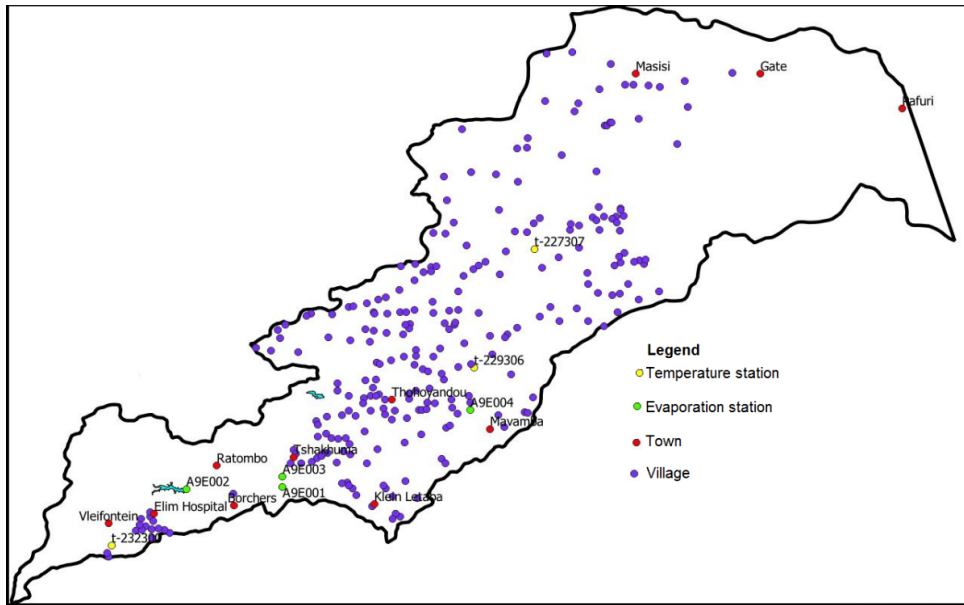 Masisi
Gate
Pafuri
t-227307
Legend
Temperature station
Evaporation station
Town
Village
t-229306
Thohoyandou
A9E004
Mavamba
Tshakhuma
Ratombo
A9E003
A9E002
A9E001
Borchers
Klein Letaba
Elim Hospital
Vleifontein